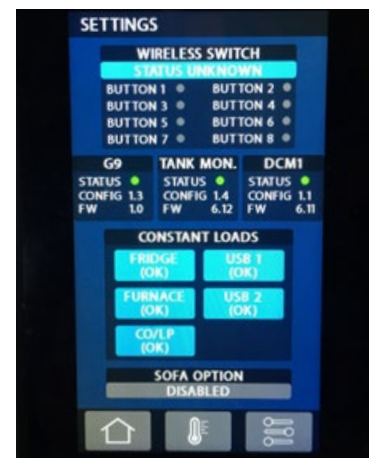 SETTINGS
WIRELESS SWITCH
STATUS UNKNOWN
BUTTON 1 BUTTON 2
BUTTON 3 BUTTON 4
BUTTON 5 BUTTON 6
BUTTON 7 BUTTON 8
G9 TANK MON. DCM1
STATUS STATUS STATUS
CONFIG 1.3 CONFIG 1.4 CONFIG 1.1
FW 1.0 FW 6.12 FW 6.11
CONSTANT LOADS
FRIDGE USB 1
(OK) (OK)
FURNACE USB 2
(OK) (OK)
CO/LP
(OK)
SOFA OPTION
DISABLED